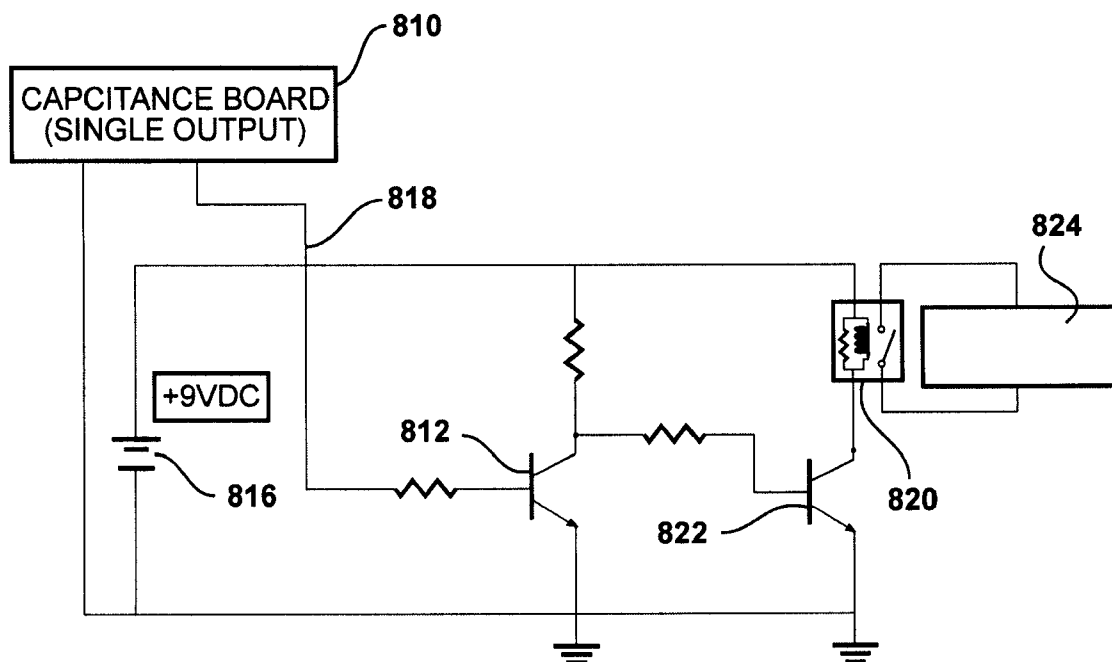 810
CAPCITANCE BOARD
(SINGLE OUTPUT)
818
824
+9VDC
812
816
822
820